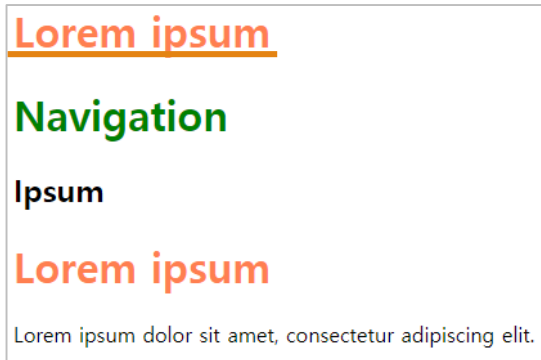 Lorem ipsum
Navigation
Ipsum
Lorem ipsum
Lorem ipsum dolor sit amet, consectetur adipiscing elit.